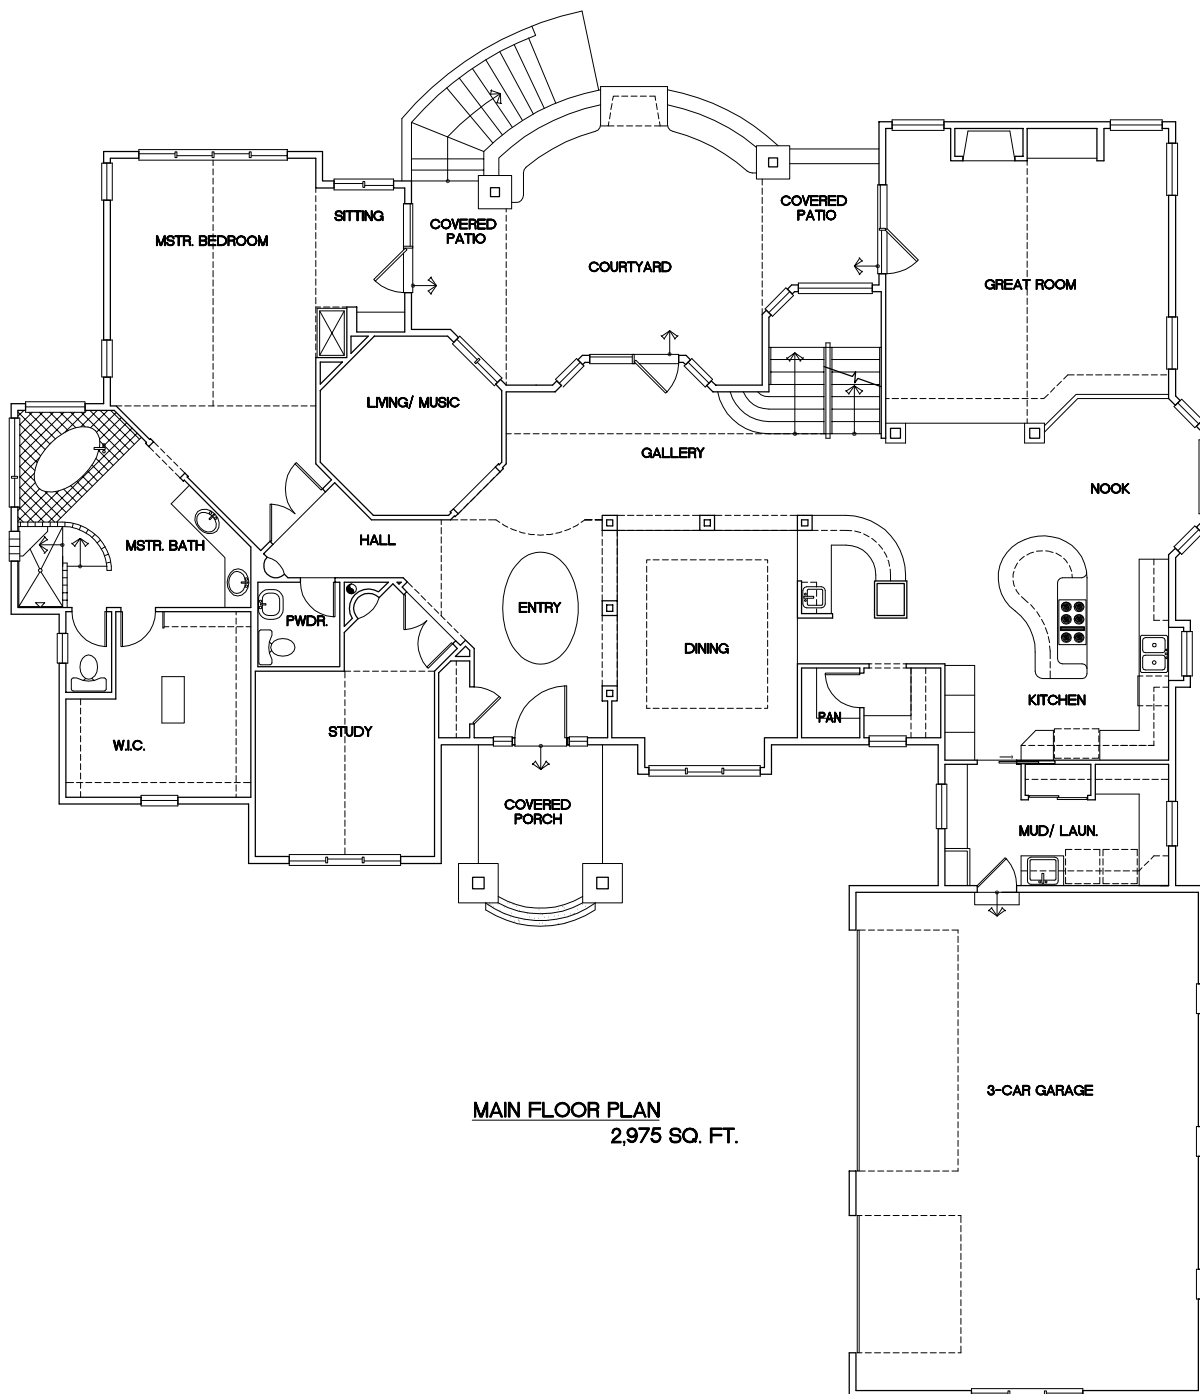 SITTING
MSTR. BEDROOM
COVERED
PATIO
COVERED
PATIO
COURTYARD
GREAT ROOM
LIVING/ MUSIC
GALLERY
NOOK
MSTR. BATH
HALL
ENTRY
PWDR.
DINING
KITCHEN
PAN
STUDY
W.I.C.
COVERED
PORCH
MUD/ LAUN.
3-CAR GARAGE
MAIN FLOOR PLAN
2,975 SQ. FT.